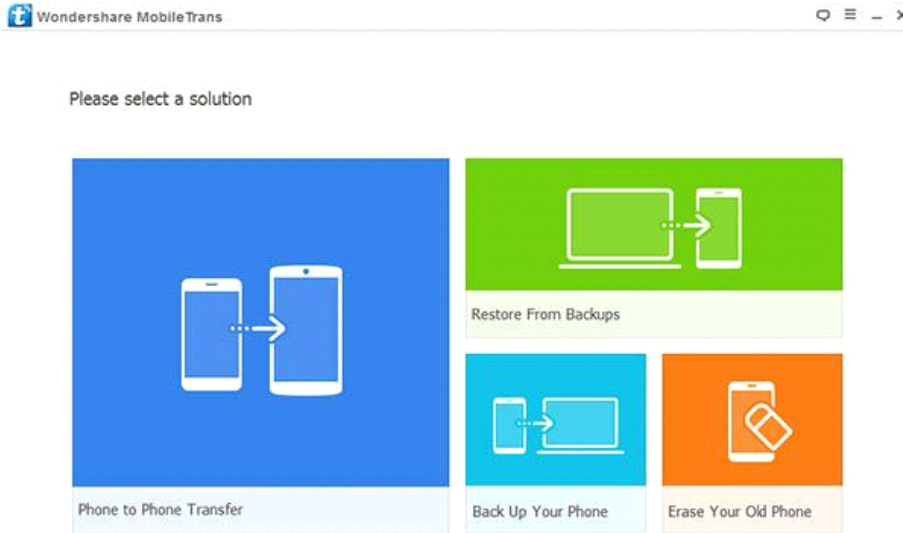 Wondershare MobileTrans
Please select a solution
Restore From Backups
Phone to Phone Transfer
Back Up Your Phone
Erase Your Old Phone